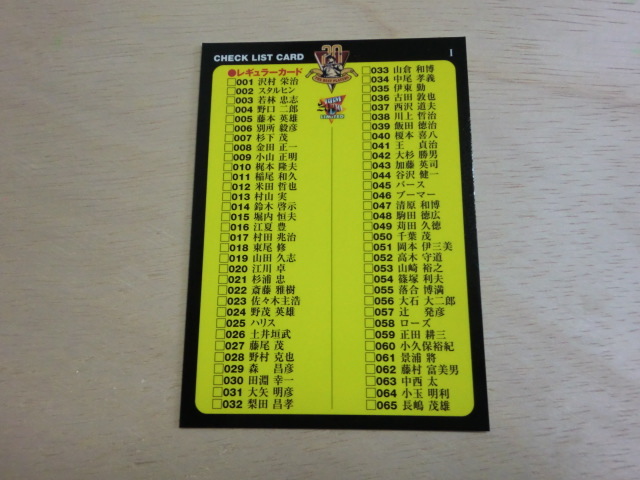 CHECK LIST CARD
I
20
●レギュラーカード
001 沢村 栄治
002 スタルヒン
003 若林 忠志
004 野口 二郎
005 藤本 英雄
006 別所 毅彦
007 杉下 茂
008 金田 正一
009 小山 正明
010 梶本 隆夫
011 稲尾 和久
012 米田 哲也
013 村山 実
014 鈴木 啓示
015 堀内 恒夫
016 江夏 豊
017 村田 兆治
018 東尾 修
019 山田 久志
020 江川 卓
021 杉浦 忠
022 斎藤 雅樹
023 佐々木主浩
024 野茂 英雄
025 ハリス
026 土井垣武
027 藤尾 茂
028 野村 克也
029 森 昌彦
030 田淵 幸一
031 大矢 明彦
032 梨田 昌孝
033 山倉 和博
034 中尾 孝義
035 伊東 勤
036 古田 敦也
037 西沢 道夫
038 川上 哲治
039 飯田 徳治
040 榎本 喜八
041 王 貞治
042 大杉 勝男
043 加藤 英司
044 谷沢 健一
045 バース
046 ブーマー
047 清原 和博
048 駒田 徳広
049 苅田 久徳
050 千葉 茂
051 岡本 伊三美
052 高木 守道
053 山崎 裕之
054 篠塚 利夫
055 落合 博満
056 大石 大二郎
057 辻 発彦
058 ローズ
059 正田 耕三
060 小久保裕紀
061 景浦 將
062 藤村 富美男
063 中西 太
064 小玉 明利
065 長嶋 茂雄